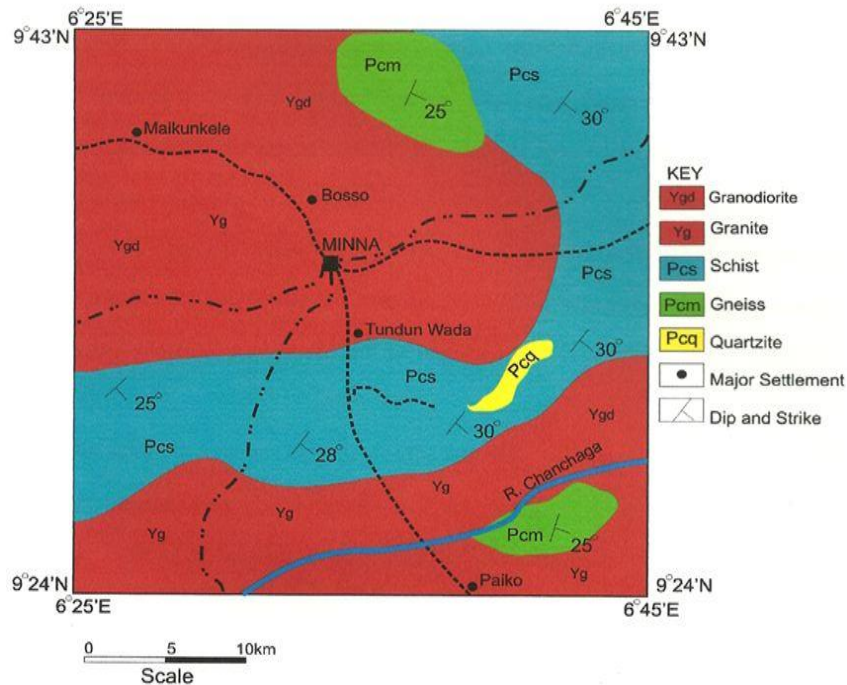 6°25'E 6°45'E
9°43'N 9°43'N
Pcm
Pcs
Ygd
25°
30°
Maikunkele
Bosso
Yg
Ygd
MINNA
Pcs
Tundun Wada
30°
Pcq
Pcs
25°
Ygd
30°
28°
Pcs
R. Chanchaga
Yg
Yg
Yg
Pcm
25°
Yg
Paiko
9°24'N 9°24'N
6°25'E 6°45'E
KEY
Ygd Granodiorite
Yg Granite
Pcs Schist
Pcm Gneiss
Pcq Quartzite
Major Settlement
Dip and Strike
0 5 10km
Scale